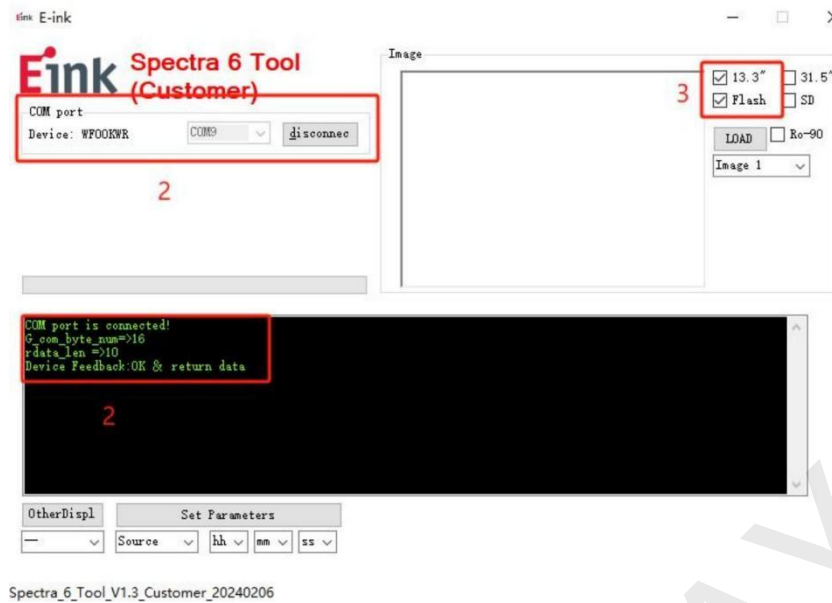 Eink E-ink
Eink Spectra 6 Tool
(Customer)
COM port
Device: WF00KWR COM9 disconnec
2
Image
3
13.3" 31.5"
Flash SD
LOAD Ro-90
Image 1
COM port is connected!
G_com_byte_num=>16
rdata_len =>10
Device Feedback:OK & return data
2
OtherDispl Set Parameters
— Source hh mm ss
Spectra_6_Tool_V1.3_Customer_20240206